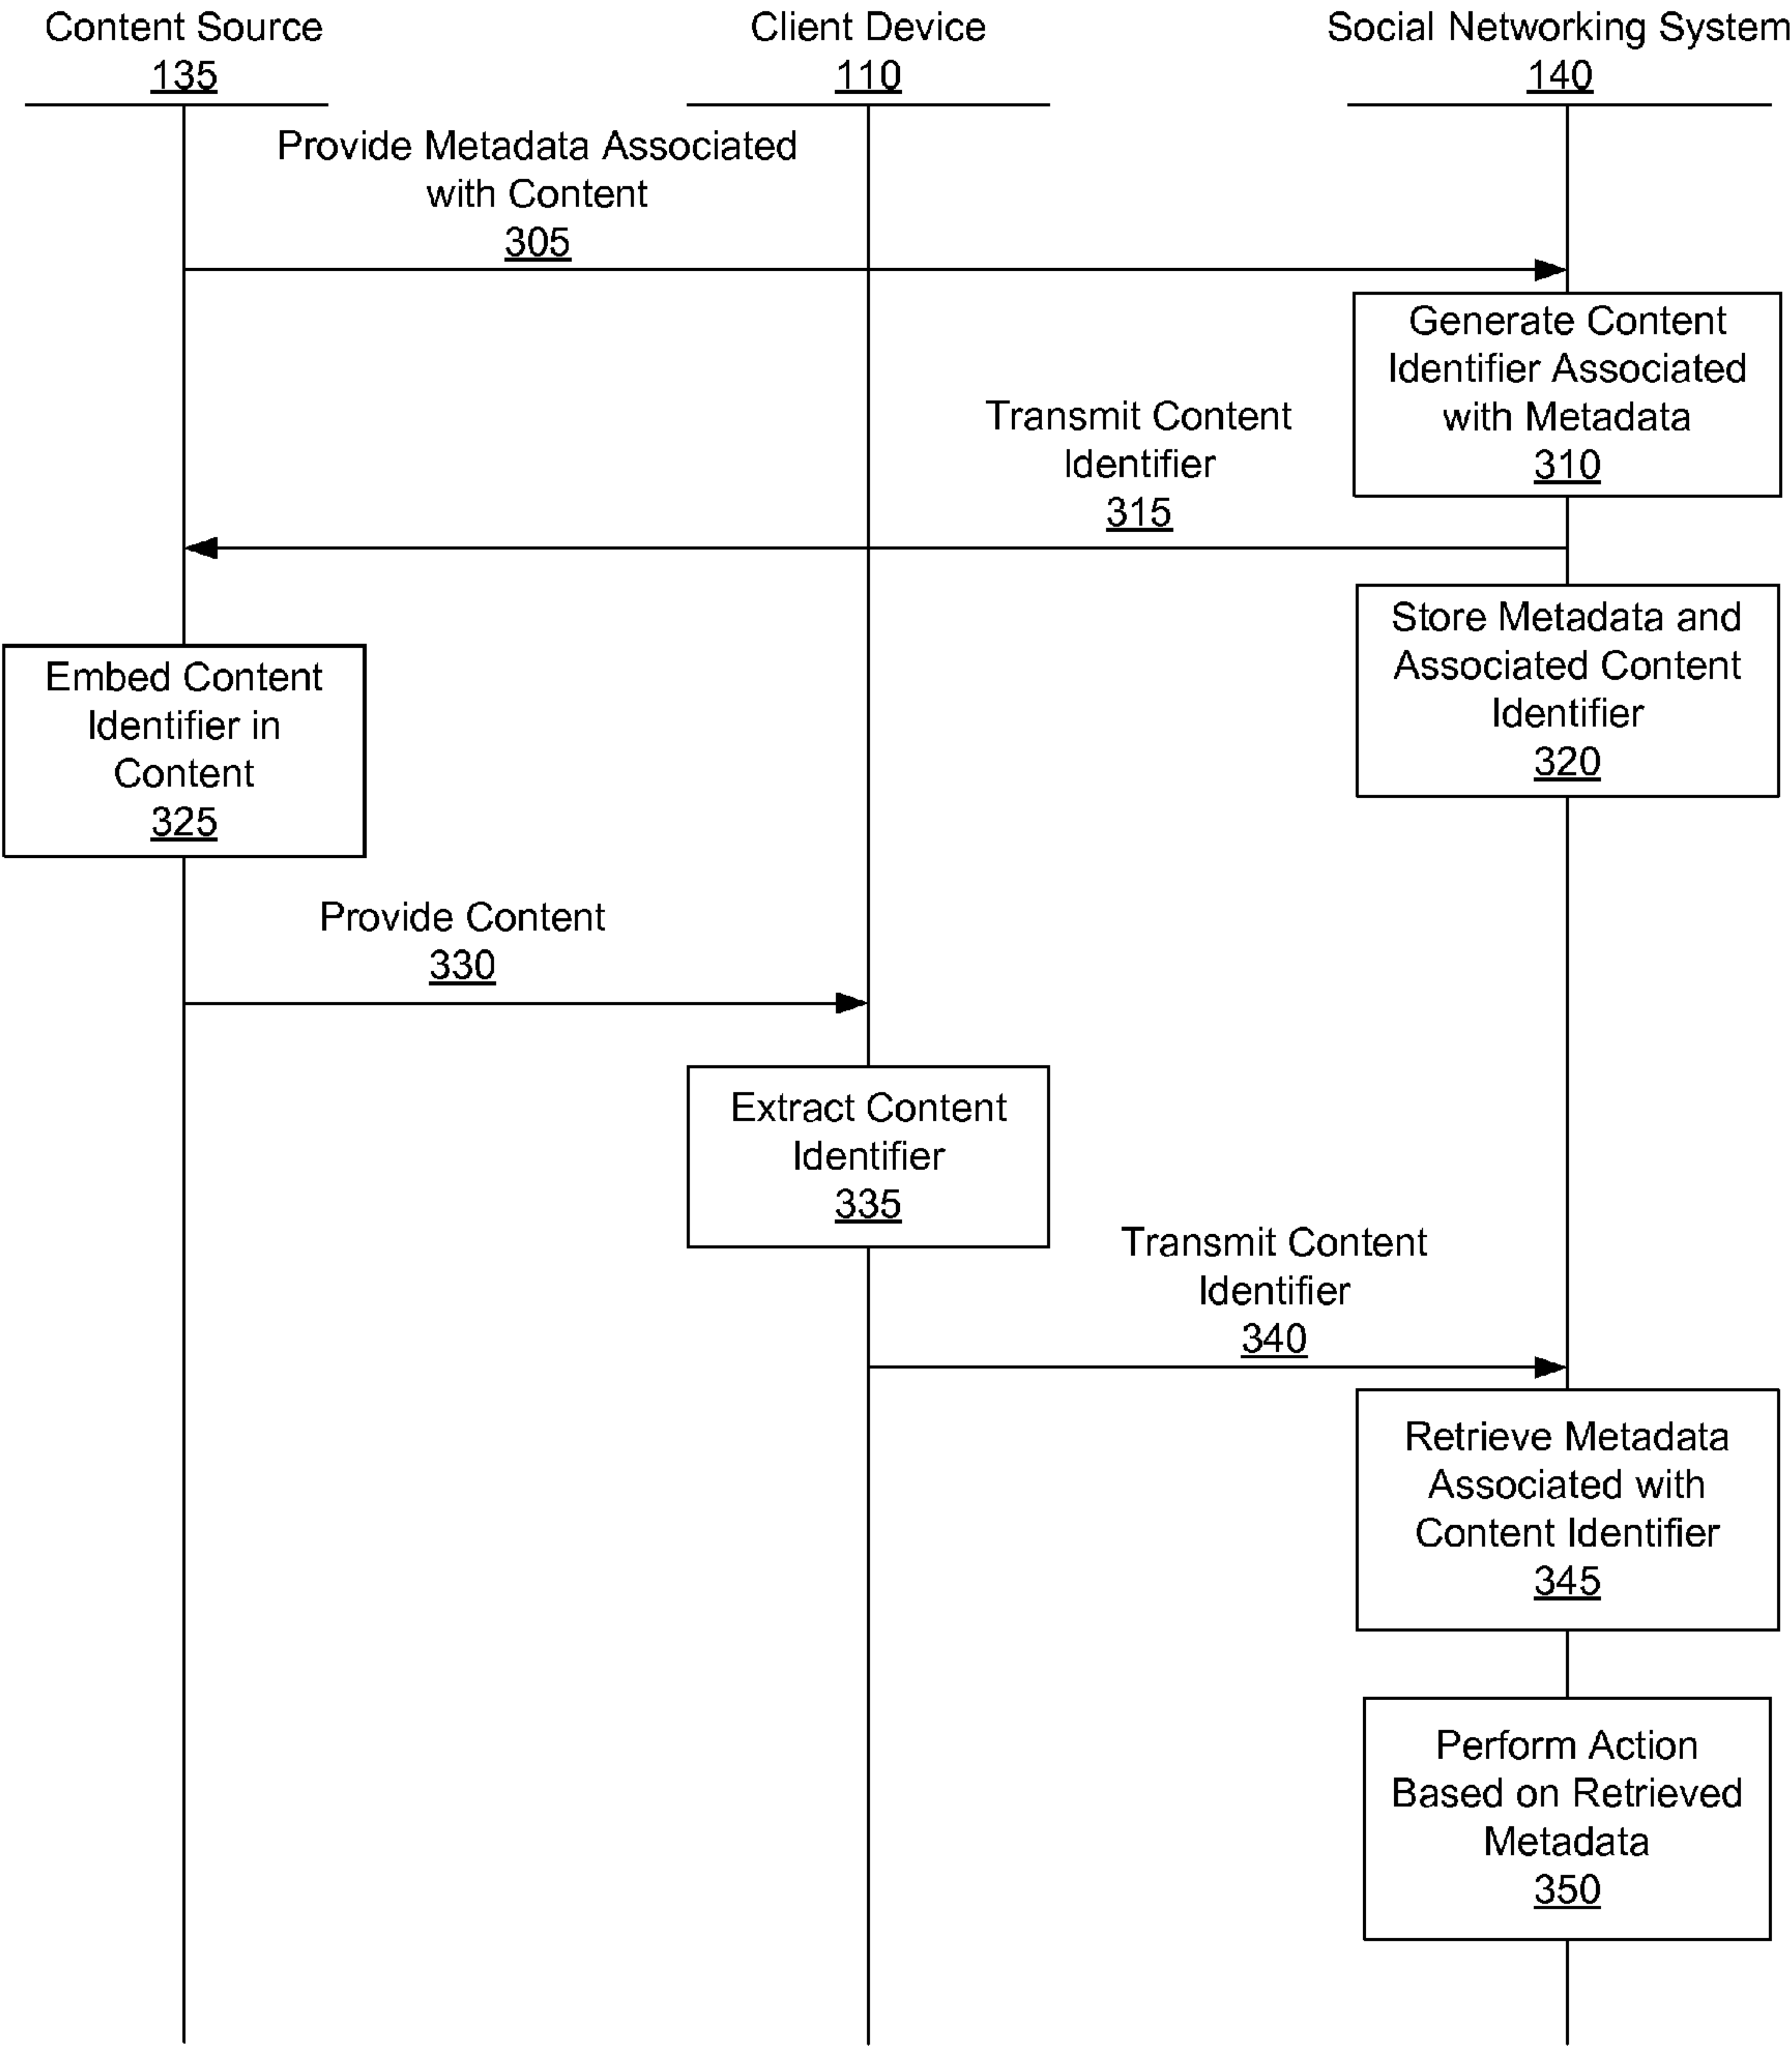 Content Source
135
Client Device
110
Social Networking System
140
Provide Metadata Associated
with Content
305
Generate Content
Identifier Associated
with Metadata
310
Transmit Content
Identifier
315
Store Metadata and
Associated Content
Identifier
320
Embed Content
Identifier in
Content
325
Provide Content
330
Extract Content
Identifier
335
Transmit Content
Identifier
340
Retrieve Metadata
Associated with
Content Identifier
345
Perform Action
Based on Retrieved
Metadata
350